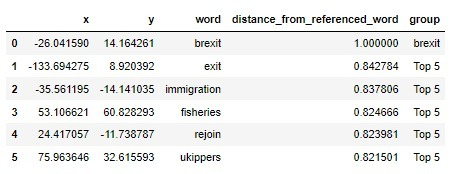 x y word distance_from_referenced_word group
0 -26.041590 14.164261 brexit 1.000000 brexit
1 -133.694275 8.920392 exit 0.842784 Top 5
2 -35.561195 -14.141035 immigration 0.837806 Top 5
3 53.106621 60.828293 fisheries 0.824666 Top 5
4 24.417057 -11.738787 rejoin 0.823981 Top 5
5 75.963646 32.615593 ukippers 0.821501 Top 5